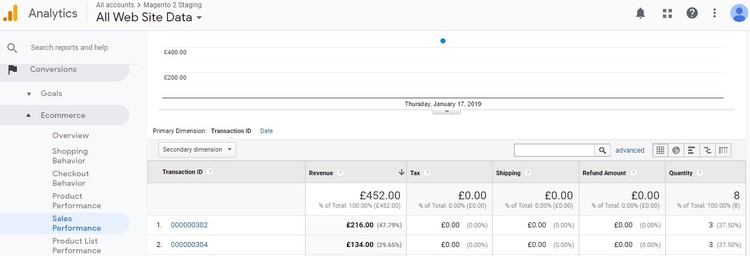 Analytics
All accounts > Magento 2 Staging
All Web Site Data
Search reports and help
Conversions
Goals
Ecommerce
Overview
Shopping
Behavior
Checkout
Behavior
Product
Performance
Sales
Performance
Product List
Performance
£400.00
£200.00
Thursday, January 17, 2019
Primary Dimension: Transaction ID Date
Secondary dimension
advanced
Transaction ID Revenue Tax Shipping Refund Amount Quantity
£452.00 £0.00 £0.00 £0.00 8
% of Total: 100.00% (£452.00) % of Total: 0.00% (£0.00) % of Total: 0.00% (£0.00) % of Total: 0.00% (£0.00) % of Total: 100.00% (8)
1. 000000302 £216.00 (47.79%) £0.00 (0.00%) £0.00 (0.00%) £0.00 (0.00%) 3 (37.50%)
2. 000000304 £134.00 (29.65%) £0.00 (0.00%) £0.00 (0.00%) £0.00 (0.00%) 3 (37.50%)